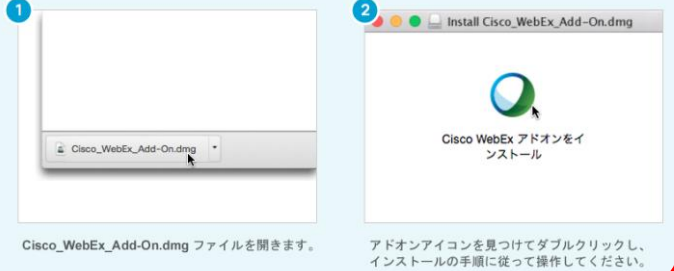 1
Cisco_WebEx_Add-On.dmg
Cisco_WebEx_Add-On.dmg ファイルを開きます。
2
Install Cisco_WebEx_Add-On.dmg
Cisco WebEx アドオンをイ
ンストール
アドオンアイコンを見つけてダブルクリックし、
インストールの手順に従って操作してください。